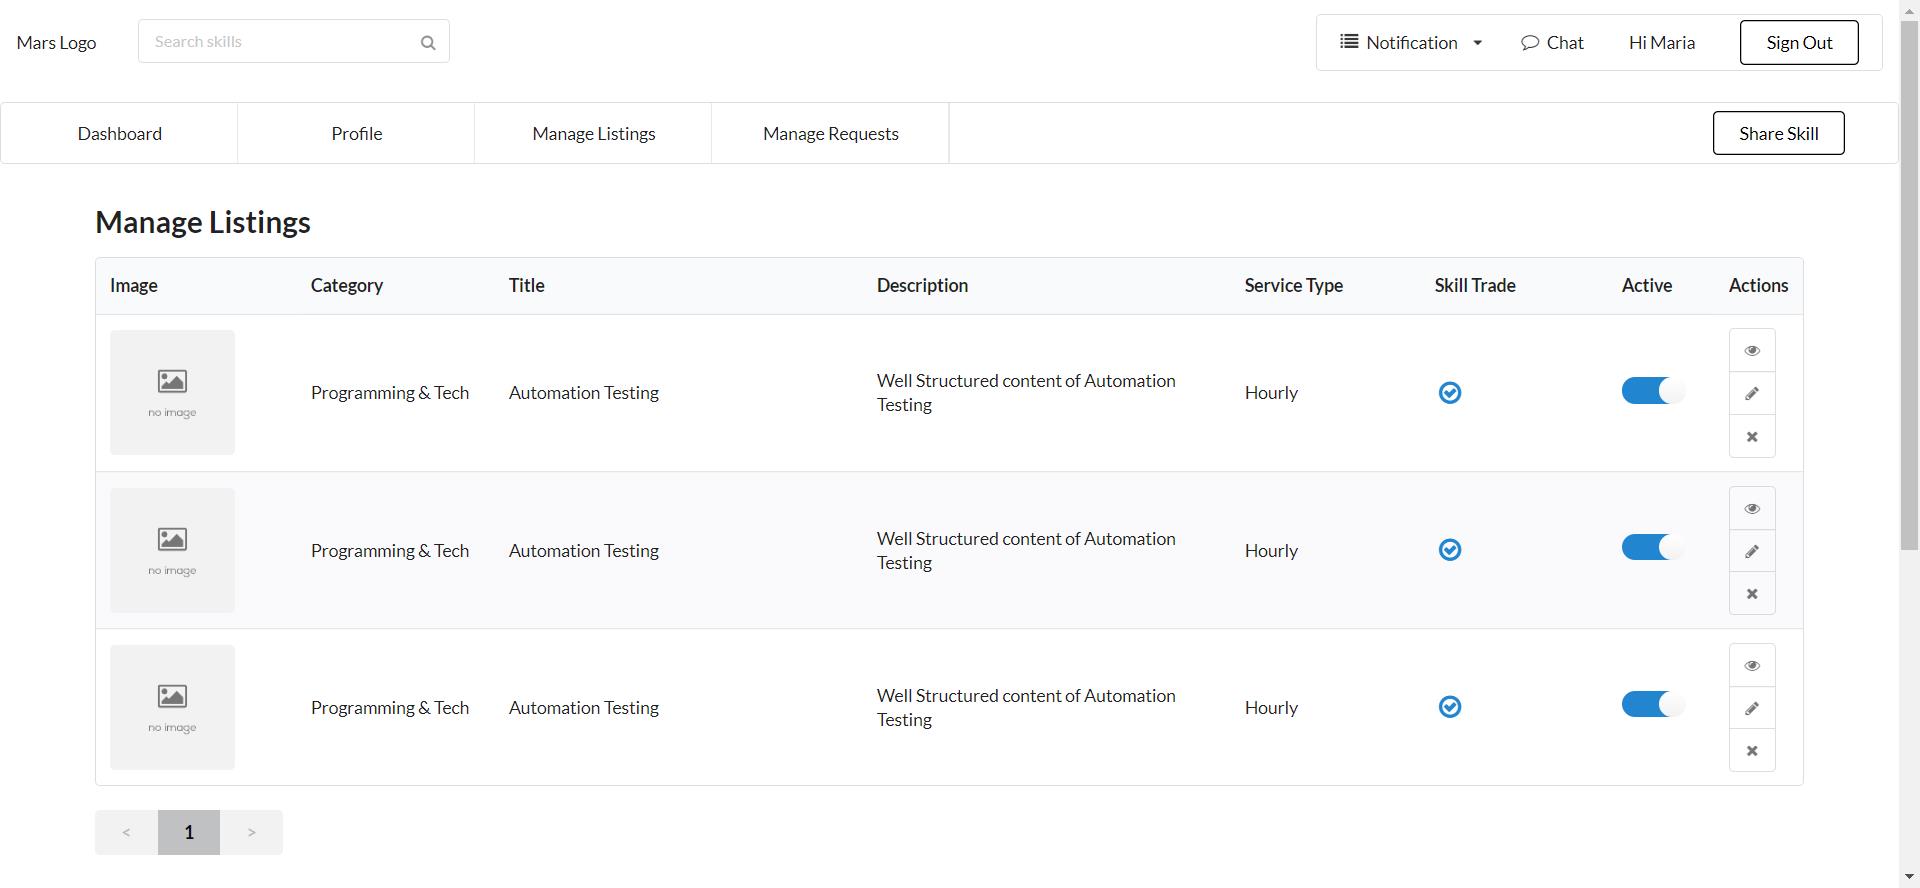 Mars Logo
Search skills
Notification
Chat
Hi Maria
Sign Out
Dashboard
Profile
Manage Listings
Manage Requests
Share Skill
Manage Listings
Image Category Title Description Service Type Skill Trade Active Actions
no image
Programming & Tech
Automation Testing
Well Structured content of Automation
Testing
Hourly
no image
Programming & Tech
Automation Testing
Well Structured content of Automation
Testing
Hourly
no image
Programming & Tech
Automation Testing
Well Structured content of Automation
Testing
Hourly
< 1 >